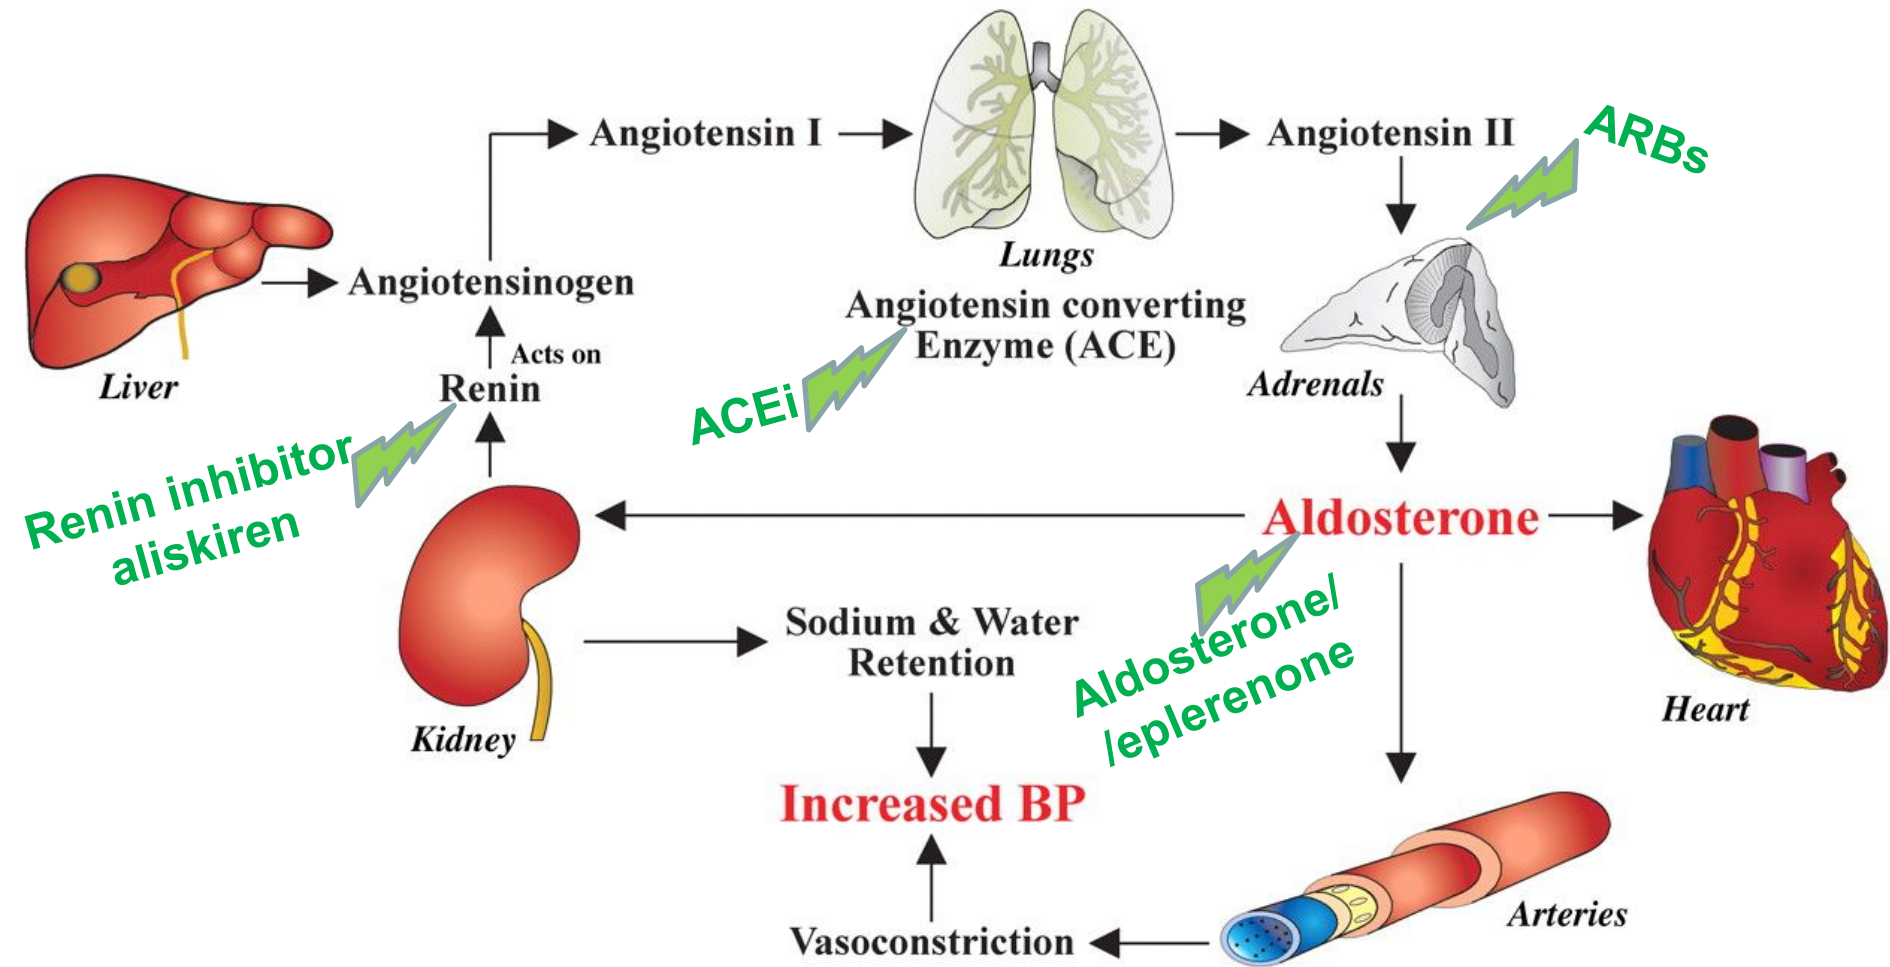 Angiotensin I
Angiotensin II
ARBs
Lungs
Angiotensin converting
Enzyme (ACE)
Angiotensinogen
Acts on
Renin
Liver
ACEi
Adrenals
Renin inhibitor
aliskiren
Aldosterone
Aldosterone/
/eplerenone
Sodium & Water
Retention
Kidney
Heart
Increased BP
Arteries
Vasoconstriction